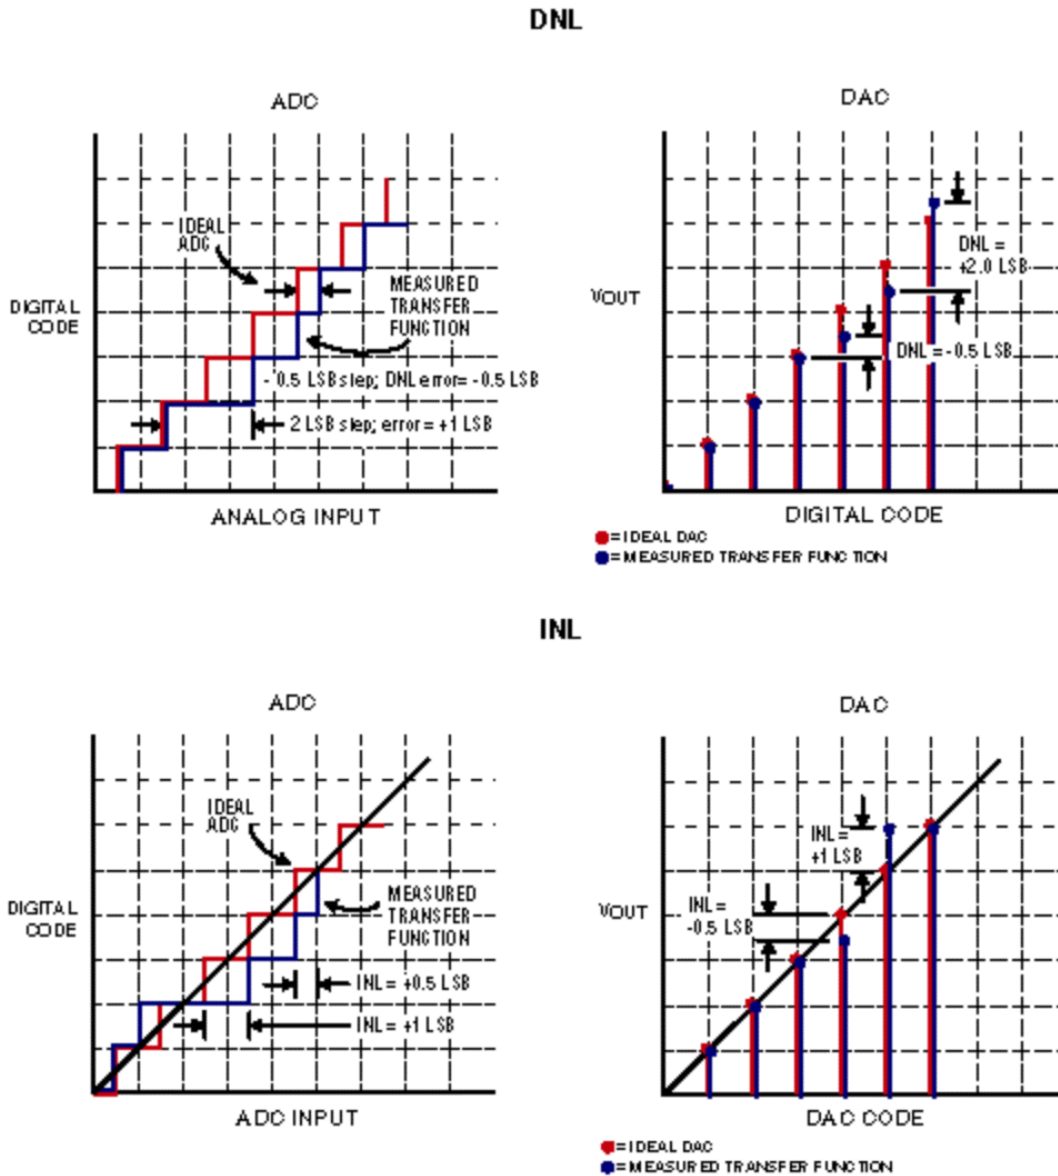 DNL
ADC
IDEAL
ADC
MEASURED
TRANSFER
FUNCTION
DIGITAL
CODE
- 0.5 LSB step; DNL error= -0.5 LSB
2 LSB step; error = +1 LSB
ANALOG INPUT
DAC
DNL =
+2.0 LSB
VOUT
DNL = -0.5 LSB
DIGITAL CODE
= IDEAL DAC
= MEASURED TRANSFER FUNCTION
INL
ADC
IDEAL
ADC
MEASURED
TRANSFER
FUNCTION
DIGITAL
CODE
INL = +0.5 LSB
INL = +1 LSB
ADC INPUT
DAC
INL =
+1 LSB
VOUT
INL =
-0.5 LSB
DAC CODE
= IDEAL DAC
= MEASURED TRANSFER FUNCTION